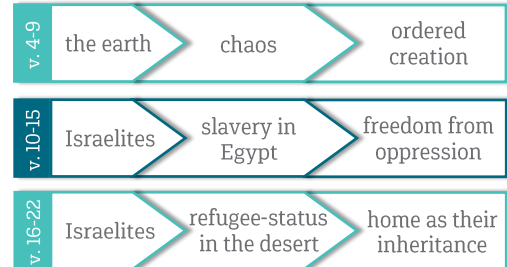 v. 4-9
the earth
chaos
ordered
creation
v. 10-15
Israelites
slavery in
Egypt
freedom from
oppression
v. 16-22
Israelites
refugee-status
in the desert
home as their
inheritance